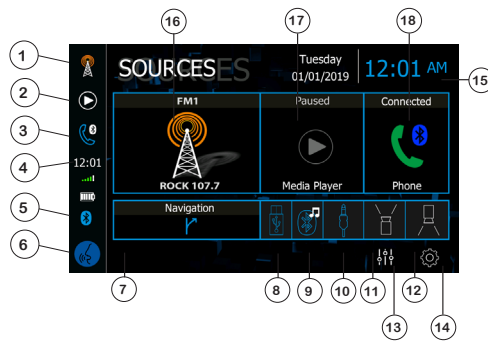 16
17
18
1
2
3
4
5
6
SOURCES
Tuesday
01/01/2019
12:01 AM
15
FM1
Paused
Connected
12:01
ROCK 107.7
Media Player
Phone
Navigation
7
8
9
10
11
12
13
14